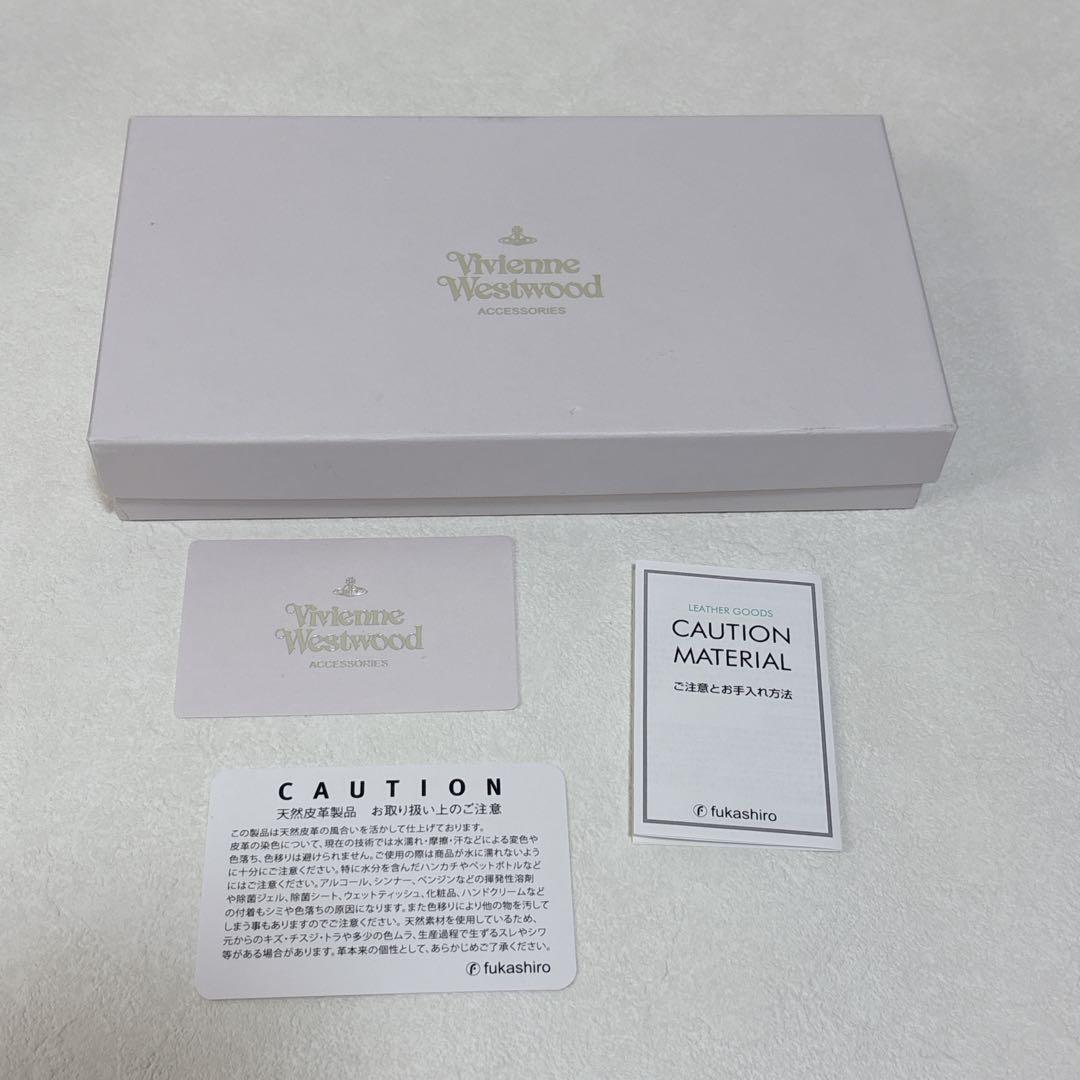 Vivienne
Westwood
ACCESSORIES
Vivienne
Westwood
ACCESSORIES
LEATHER GOODS
CAUTION
MATERIAL
ご注意とお手入れ方法
fukashiro
CAUTION
天然皮革製品 お取り扱い上のご注意
この製品は天然皮革の風合いを活かして仕上げております。
皮革の染色について、現在の技術では水濡れ・摩擦・汗などによる変色や
色落ち、色移りは避けられません。ご使用の際は商品が水に濡れないよう
に十分にご注意ください。特に水分を含んだハンカチやペットボトルなど
にはご注意ください。アルコール、シンナー、ベンジンなどの揮発性溶剤
や除菌ジェル、除菌シート、ウェットティッシュ、化粧品、ハンドクリームなど
の付着もシミや色落ちの原因になります。また色移りにより他の物を汚して
しまう事もありますのでご注意ください。天然素材を使用しているため、
元からのキズ・チスジ・トラや多少の色ムラ、生産過程で生ずるスレやシワ
等がある場合があります。革本来の個性として、あらかじめご了承ください。
fukashiro